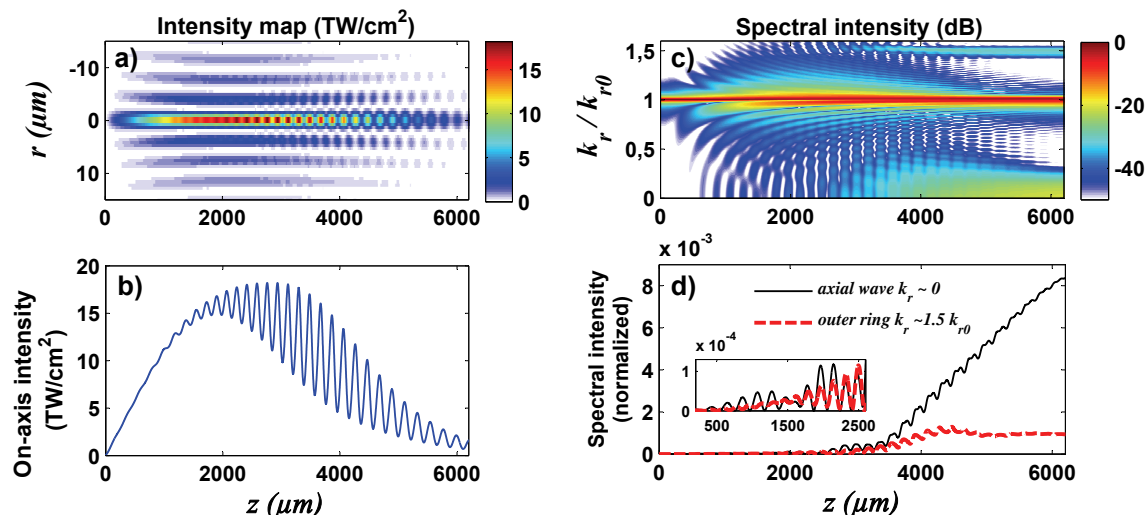 Intensity map (TW/cm²)
a)
r (μm)
-10
0
10
0 2000 4000 6000
15
10
5
0
Spectral intensity (dB)
c)
k_r / k_r0
1,5
1
0,5
0
0 2000 4000 6000
0
-20
-40
b)
On-axis intensity
(TW/cm²)
20
15
10
5
0
0 2000 4000 6000
z (μm)
x 10⁻³
d)
Spectral intensity
(normalized)
8
6
4
2
0
axial wave k_r ~ 0
outer ring k_r ~1.5 k_r0
x 10⁻⁴
1
0
500 1500 2500
0 2000 4000 6000
z (μm)